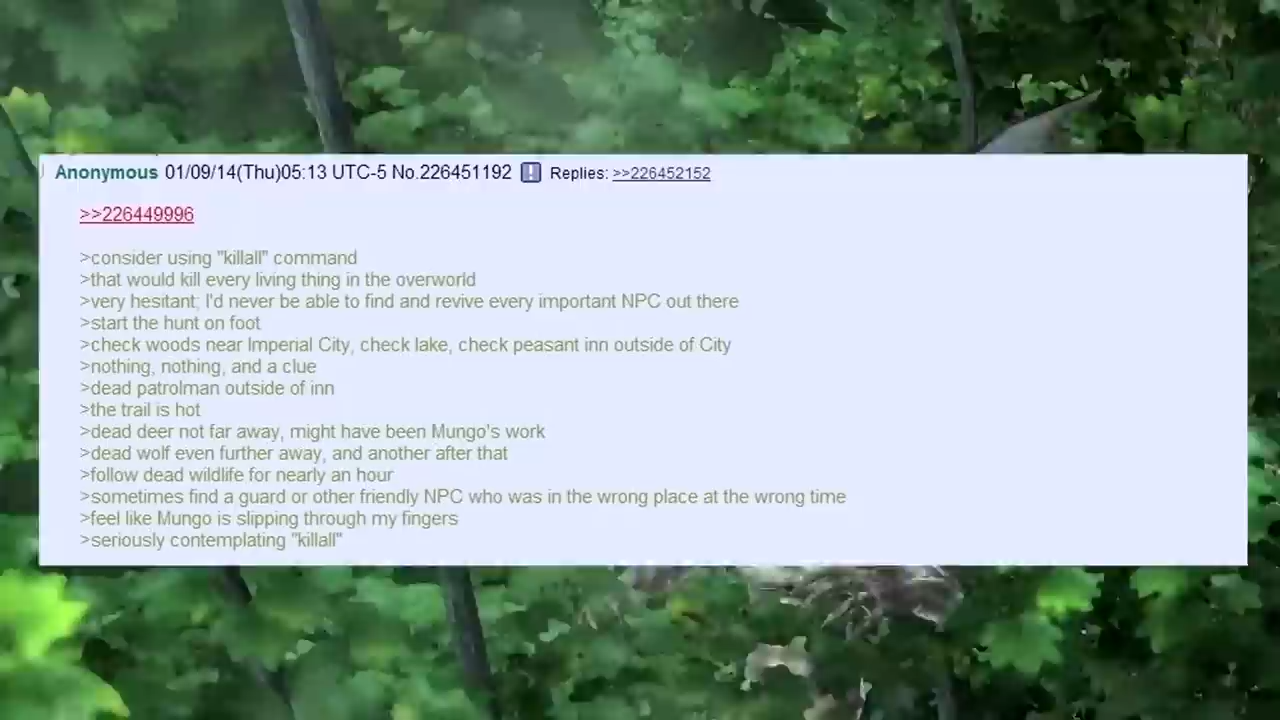 Anonymous 01/09/14(Thu)05:13 UTC-5 No.226451192 ! Replies: >>226452152
>>226449996
>consider using "killall" command
>that would kill every living thing in the overworld
>very hesitant; I'd never be able to find and revive every important NPC out there
>start the hunt on foot
>check woods near Imperial City, check lake, check peasant inn outside of City
>nothing, nothing, and a clue
>dead patrolman outside of inn
>the trail is hot
>dead deer not far away, might have been Mungo's work
>dead wolf even further away, and another after that
>follow dead wildlife for nearly an hour
>sometimes find a guard or other friendly NPC who was in the wrong place at the wrong time
>feel like Mungo is slipping through my fingers
>seriously contemplating "killall"